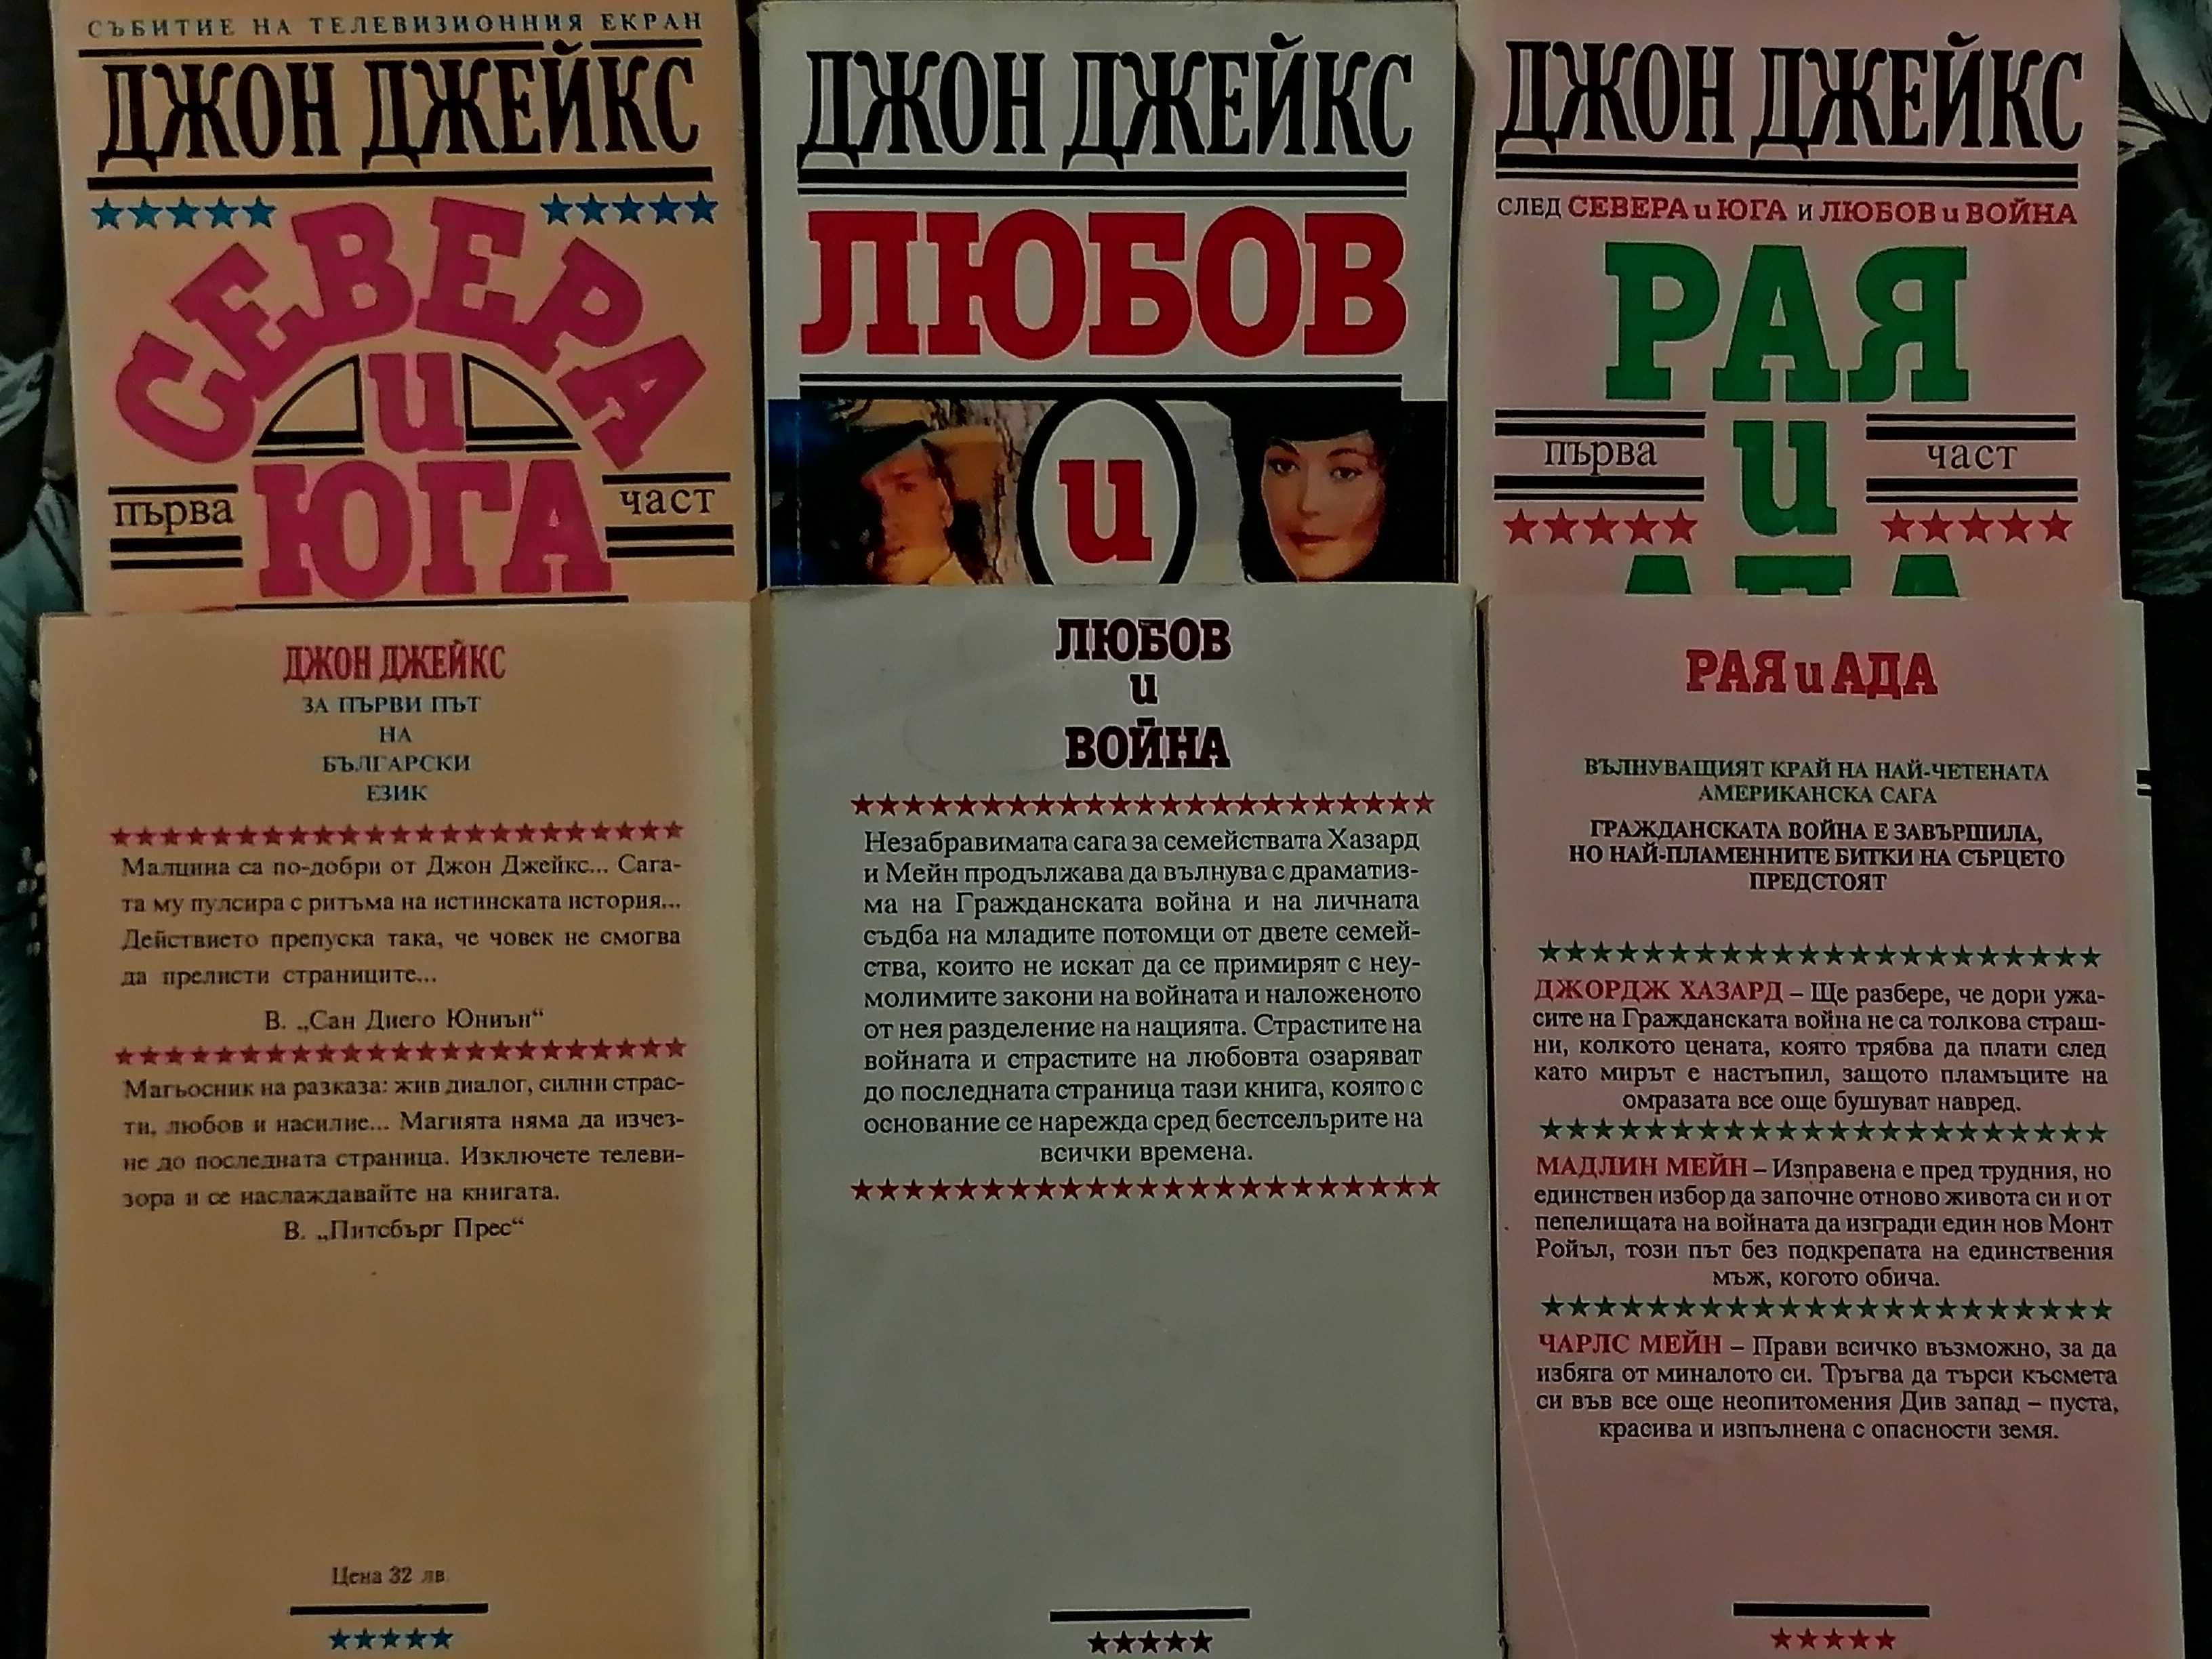 СЪБИТИЕ НА ТЕЛЕВИЗИОННИЯ ЕКРАН
ДЖОН ДЖЕЙКС
СЕВЕРА
и
ЮГА
първа част
ДЖОН ДЖЕЙКС
ЛЮБОВ
и
ДЖОН ДЖЕЙКС
СЛЕД СЕВЕРА и ЮГА И ЛЮБОВ и ВОЙНА
РАЯ
първа част
и
АДА
ДЖОН ДЖЕЙКС
ЗА ПЪРВИ ПЪТ
НА
БЪЛГАРСКИ
ЕЗИК
Малцина са по-добри от Джон Джейкс... Сага-
та му пулсира с ритъма на истинската история...
Действието препуска така, че човек не смогва
да прелисти страниците...
В. „Сан Диего Юниън“
Магьосник на разказа: жив диалог, силни страс-
ти, любов и насилие... Магията няма да изчез-
не до последната страница. Изключете телеви-
зора и се наслаждавайте на книгата.
В. „Питсбърг Прес“
Цена 32 лв.
ЛЮБОВ
и
ВОЙНА
Незабравимата сага за семействата Хазард
и Мейн продължава да вълнува с драматиз-
ма на Гражданската война и на личната
съдба на младите потомци от двете семей-
ства, които не искат да се примирят с неу-
молимите закони на войната и наложеното
от нея разделение на нацията. Страстите на
войната и страстите на любовта озаряват
до последната страница тази книга, която с
основание се нарежда сред бестселърите на
всички времена.
РАЯ и АДА
ВЪЛНУВАЩИЯТ КРАЙ НА НАЙ-ЧЕТЕНАТА
АМЕРИКАНСКА САГА
ГРАЖДАНСКАТА ВОЙНА Е ЗАВЪРШИЛА,
НО НАЙ-ПЛАМЕННИТЕ БИТКИ НА СЪРЦЕТО
ПРЕДСТОЯТ
ДЖОРДЖ ХАЗАРД – Ще разбере, че дори ужа-
сите на Гражданската война не са толкова страш-
ни, колкото цената, която трябва да плати след
като мирът е настъпил, защото пламъците на
омразата все още бушуват навред.
МАДЛИН МЕЙН – Изправена е пред трудния, но
единствен избор да започне отново живота си и от
пепелищата на войната да изгради един нов Монт
Ройъл, този път без подкрепата на единствения
мъж, когото обича.
ЧАРЛС МЕЙН – Прави всичко възможно, за да
избяга от миналото си. Тръгва да търси късмета
си във все още неопитомения Див запад – пуста,
красива и изпълнена с опасности земя.